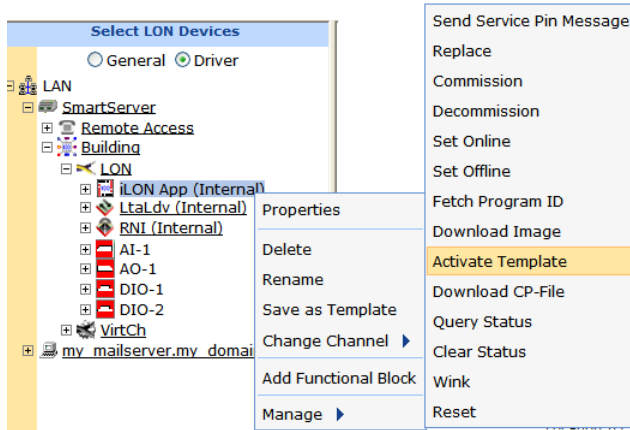 Select LON Devices
General Driver
LAN
SmartServer
Remote Access
Building
LON
iLON App (Internal)
LtaLdv (Internal)
RNI (Internal)
AI-1
AO-1
DIO-1
DIO-2
VirtCh
my_mailserver.my_domai
Properties
Delete
Rename
Save as Template
Change Channel
Add Functional Block
Manage
Send Service Pin Message
Replace
Commission
Decommission
Set Online
Set Offline
Fetch Program ID
Download Image
Activate Template
Download CP-File
Query Status
Clear Status
Wink
Reset